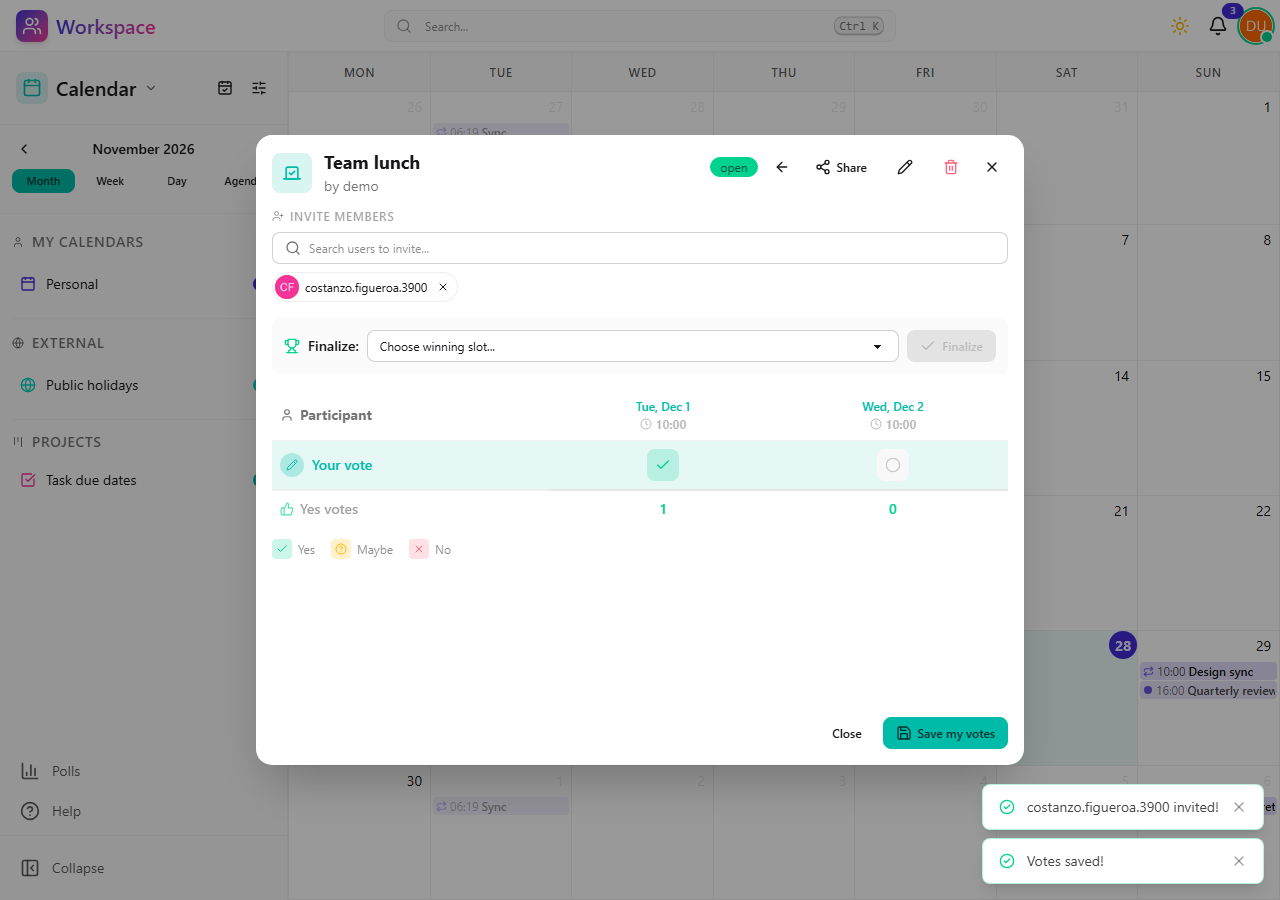 Workspace
Search...
Ctrl K
3
DU
Calendar
November 2026
Month
Week
Day
MY CALENDARS
Personal
EXTERNAL
Public holidays
PROJECTS
Task due dates
Polls
Help
Collapse
MON
TUE
WED
THU
FRI
SAT
SUN
26
27
28
29
30
31
1
06:19 Sync
7
8
14
15
21
22
28
29
10:00 Design sync
16:00 Quarterly review
30
1
2
3
4
5
6
06:19 Sync
Team lunch
by demo
open
Share
INVITE MEMBERS
Search users to invite...
CF
costanzo.figueroa.3900
Finalize:
Choose winning slot...
Finalize
Participant
Tue, Dec 1
10:00
Wed, Dec 2
10:00
Your vote
Yes votes
1
0
Yes
Maybe
No
Close
Save my votes
costanzo.figueroa.3900 invited!
Votes saved!